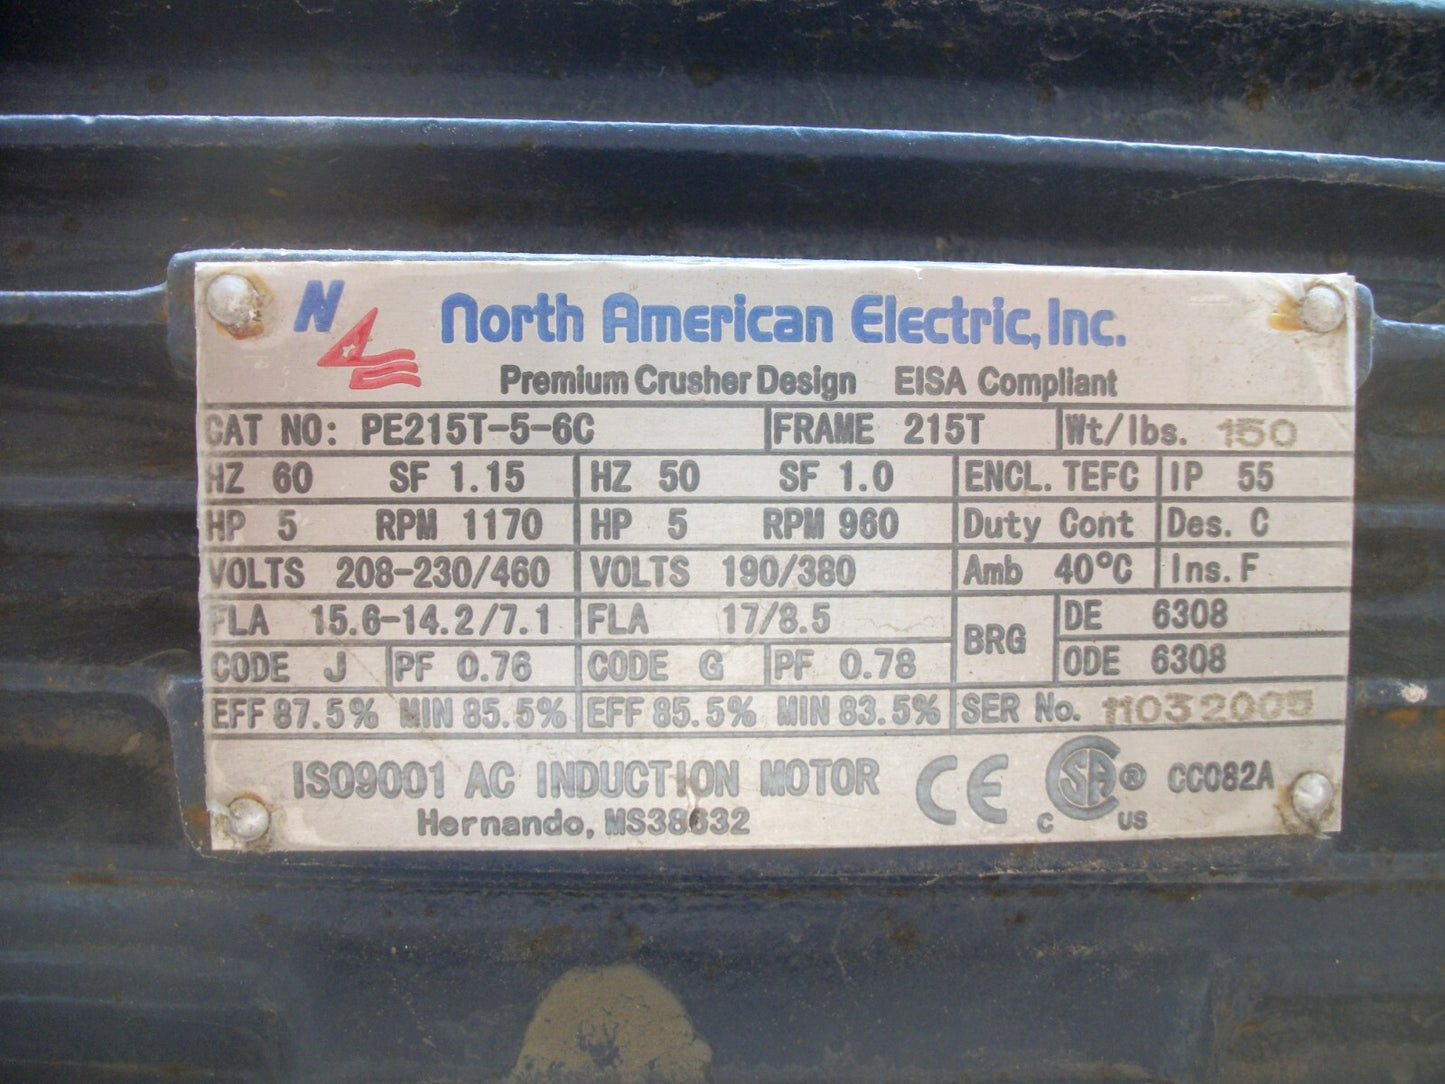 NAE North American Electric, Inc.
Premium Crusher Design EISA Compliant
CAT NO: PE215T-5-6C FRAME 215T Wt/lbs. 150
HZ 60 SF 1.15 HZ 50 SF 1.0 ENCL. TEFC IP 55
HP 5 RPM 1170 HP 5 RPM 960 Duty Cont Des. C
VOLTS 208-230/460 VOLTS 190/380 Amb 40°C Ins. F
FLA 15.6-14.2/7.1 FLA 17/8.5 BRG DE 6308
CODE J PF 0.76 CODE G PF 0.78 ODE 6308
EFF 87.5% MIN 85.5% EFF 85.5% MIN 83.5% SER No. 11032005
ISO9001 AC INDUCTION MOTOR CE C SA ® US CC082A
Hernando, MS38632